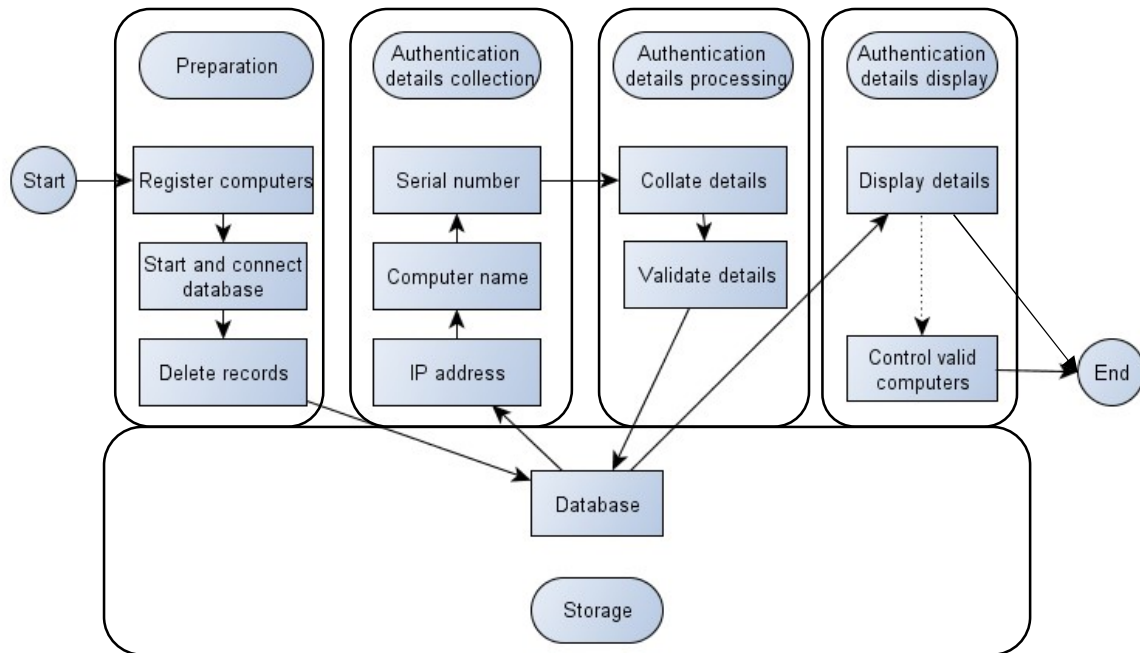 Preparation
Authentication
details collection
Authentication
details processing
Authentication
details display
Start
Register computers
Serial number
Collate details
Display details
Start and connect
database
Computer name
Validate details
Delete records
IP address
Control valid
computers
End
Database
Storage